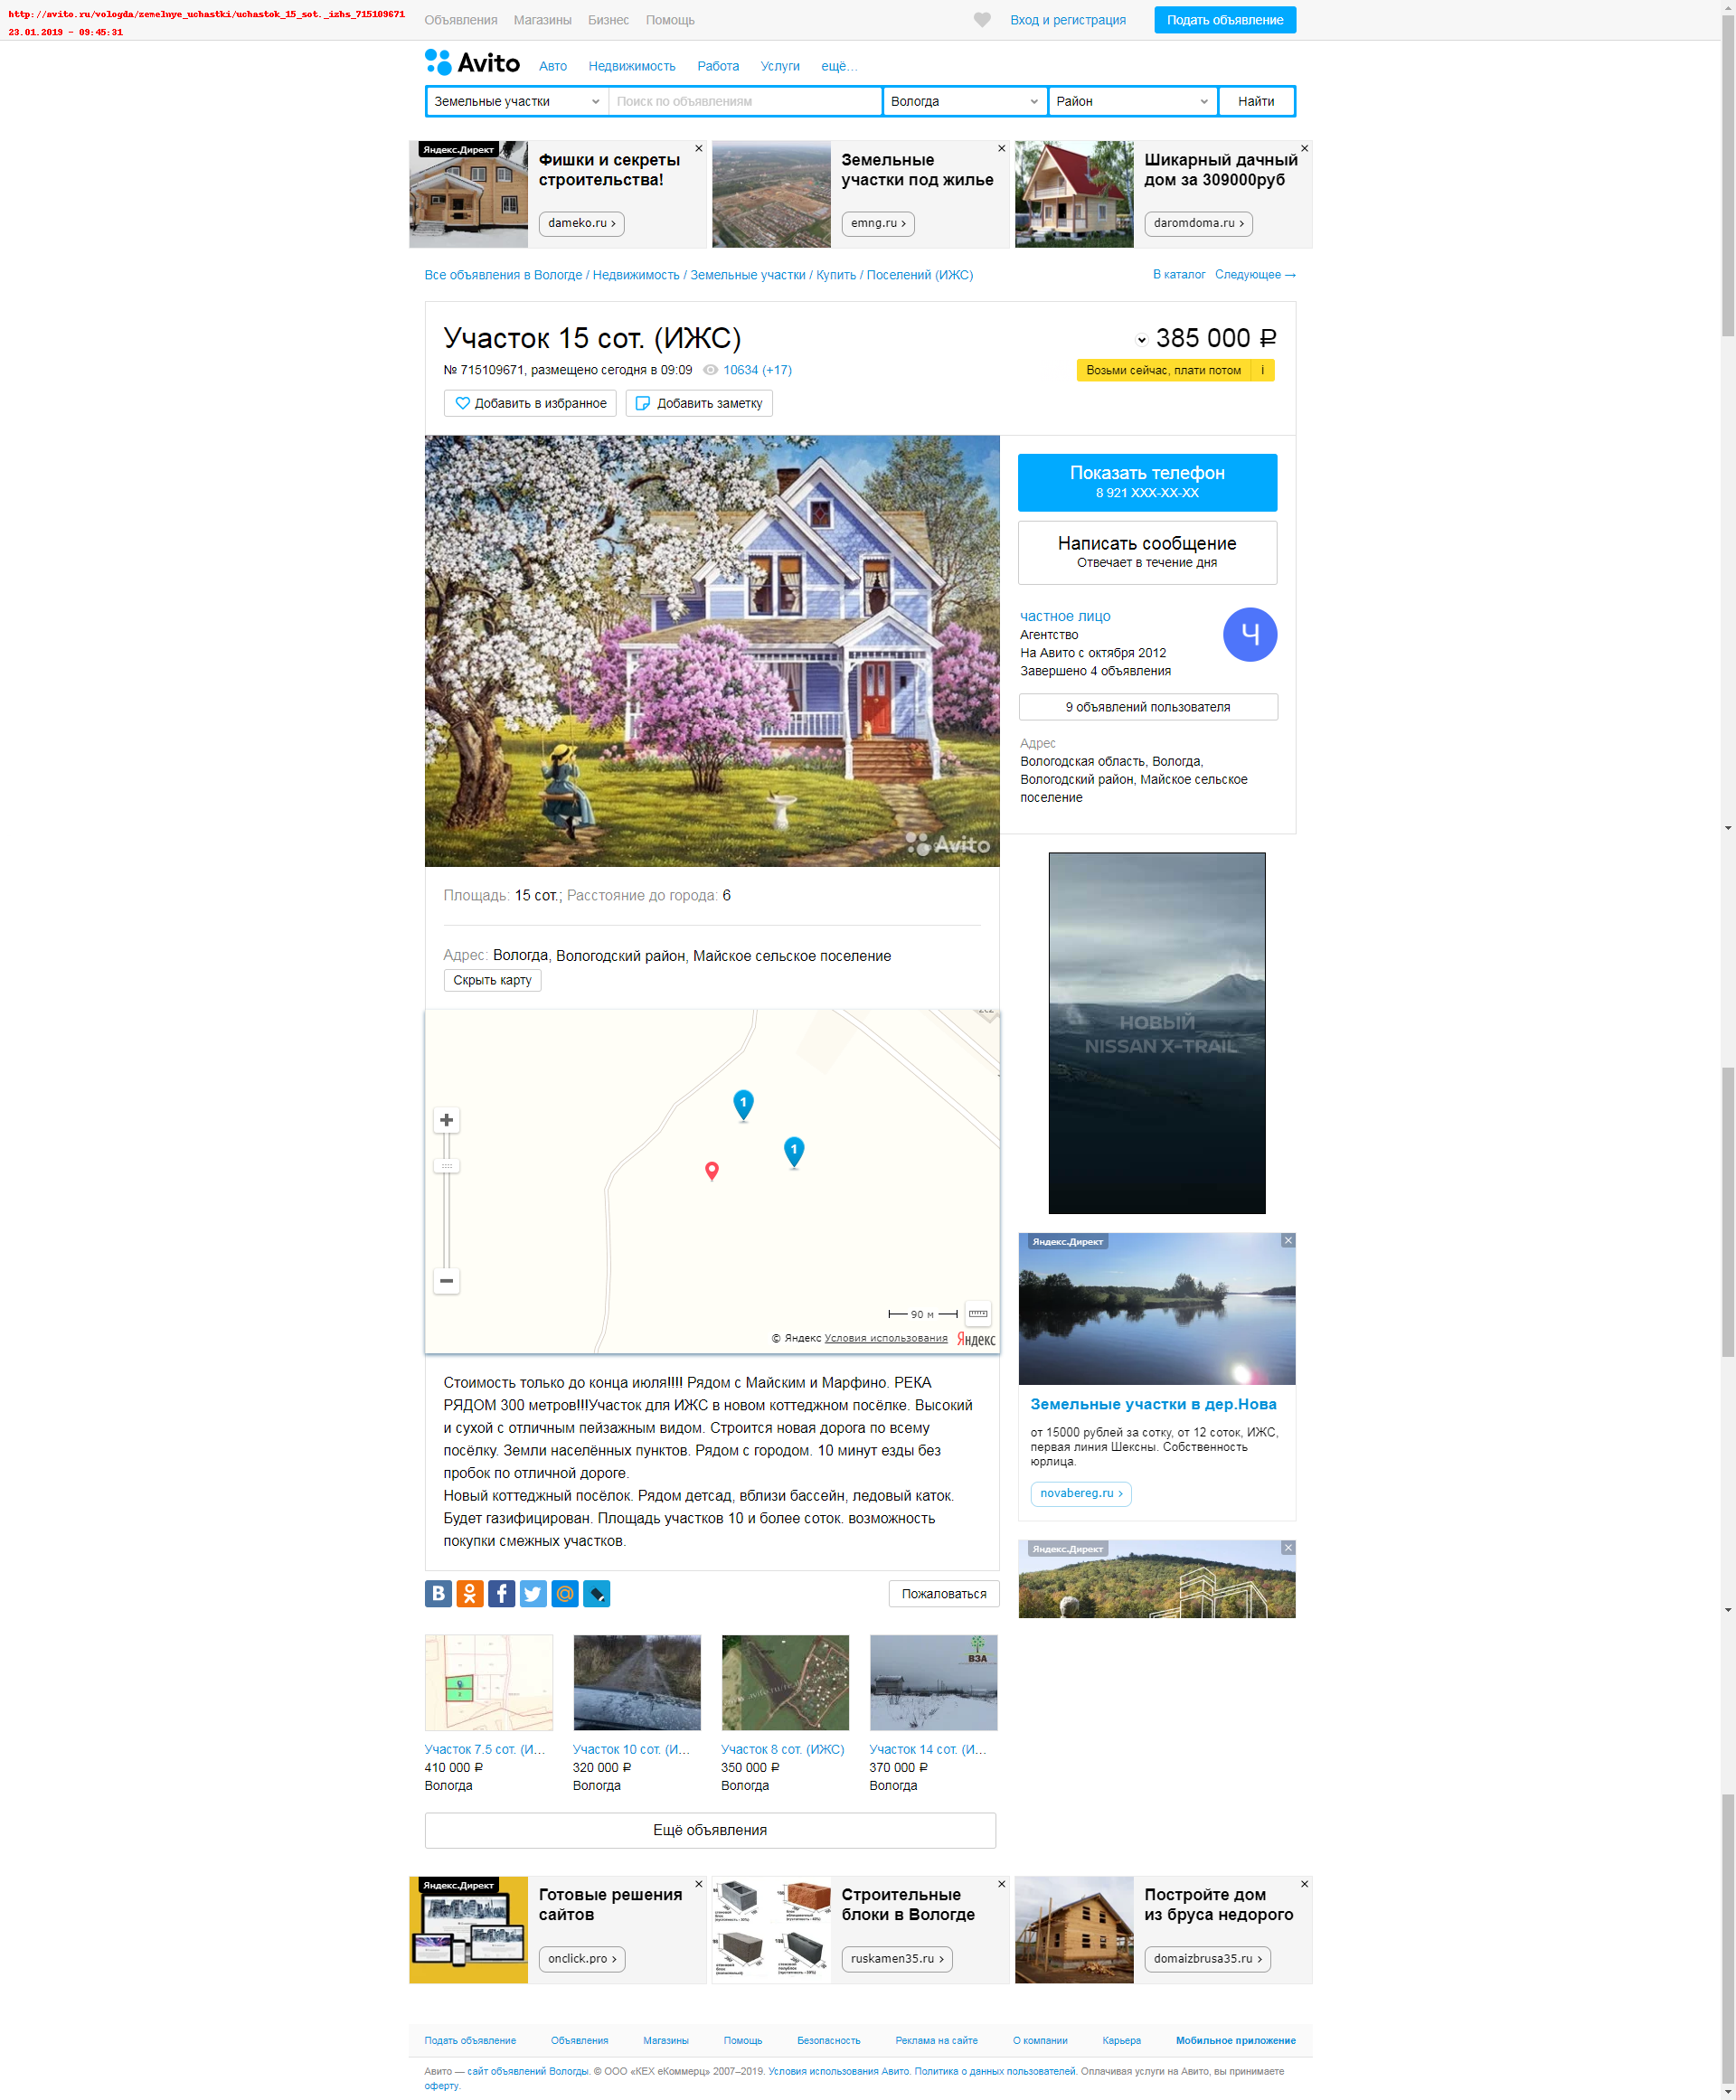 http://avito.ru/vologda/zemelnye_uchastki/uchastok_15_sot._izhs_715109671
23.01.2019 - 09:45:31
Объявления Магазины Бизнес Помощь
Вход и регистрация
Подать объявление
Avito Авто Недвижимость Работа Услуги ещё...
Земельные участки Поиск по объявлениям Вологда Район Найти
Яндекс.Директ
Фишки и секреты
строительства!
dameko.ru
Земельные
участки под жилье
emng.ru
Шикарный дачный
дом за 309000руб
daromdoma.ru
Все объявления в Вологде / Недвижимость / Земельные участки / Купить / Поселений (ИЖС)
В каталог Следующее →
Участок 15 сот. (ИЖС)
385 000 ₽
№ 715109671, размещено сегодня в 09:09 10634 (+17)
Возьми сейчас, плати потом i
Добавить в избранное Добавить заметку
Avito
Показать телефон
8 921 XXX-XX-XX
Написать сообщение
Отвечает в течение дня
частное лицо
Ч
Агентство
На Авито с октября 2012
Завершено 4 объявления
9 объявлений пользователя
Адрес
Вологодская область, Вологда,
Вологодский район, Майское сельское
поселение
Площадь: 15 сот.; Расстояние до города: 6
Адрес: Вологда, Вологодский район, Майское сельское поселение
Скрыть карту
1
1
90 м
© Яндекс Условия использования Яндекс
НОВЫЙ
NISSAN X-TRAIL
Яндекс.Директ
Земельные участки в дер.Нова
от 15000 рублей за сотку, от 12 соток, ИЖС,
первая линия Шексны. Собственность
юрлица.
novabereg.ru
Яндекс.Директ
Стоимость только до конца июля!!!! Рядом с Майским и Марфино. РЕКА
РЯДОМ 300 метров!!!Участок для ИЖС в новом коттеджном посёлке. Высокий
и сухой с отличным пейзажным видом. Строится новая дорога по всему
посёлку. Земли населённых пунктов. Рядом с городом. 10 минут езды без
пробок по отличной дороге.
Новый коттеджный посёлок. Рядом детсад, вблизи бассейн, ледовый каток.
Будет газифицирован. Площадь участков 10 и более соток. возможность
покупки смежных участков.
Пожаловаться
ВЗА
Участок 7.5 сот. (И...
410 000 ₽
Вологда
Участок 10 сот. (И...
320 000 ₽
Вологда
Участок 8 сот. (ИЖС)
350 000 ₽
Вологда
Участок 14 сот. (И...
370 000 ₽
Вологда
Ещё объявления
Яндекс.Директ
Готовые решения
сайтов
onclick.pro
Строительные
блоки в Вологде
ruskamen35.ru
Постройте дом
из бруса недорого
domaizbrusa35.ru
Подать объявление Объявления Магазины Помощь Безопасность Реклама на сайте О компании Карьера Мобильное приложение
Авито — сайт объявлений Вологды. © ООО «КЕХ еКоммерц» 2007–2019. Условия использования Авито. Политика о данных пользователей. Оплачивая услуги на Авито, вы принимаете
оферту.